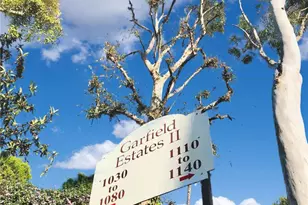 Garfield
Estates II
1030 1110
to to
1080 1140